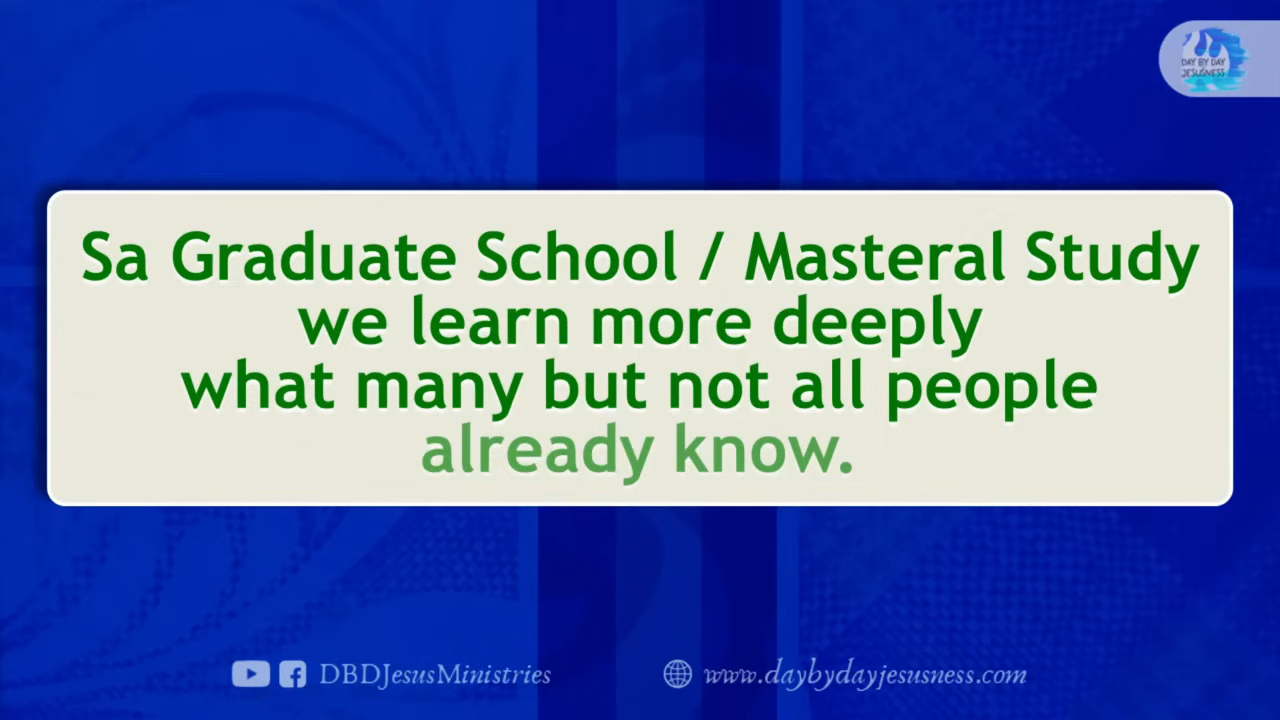 DAY BY DAY
JESUSNESS
Sa Graduate School / Masteral Study
we learn more deeply
what many but not all people
already know.
DBDJesusMinistries
www.daybydayjesusness.com